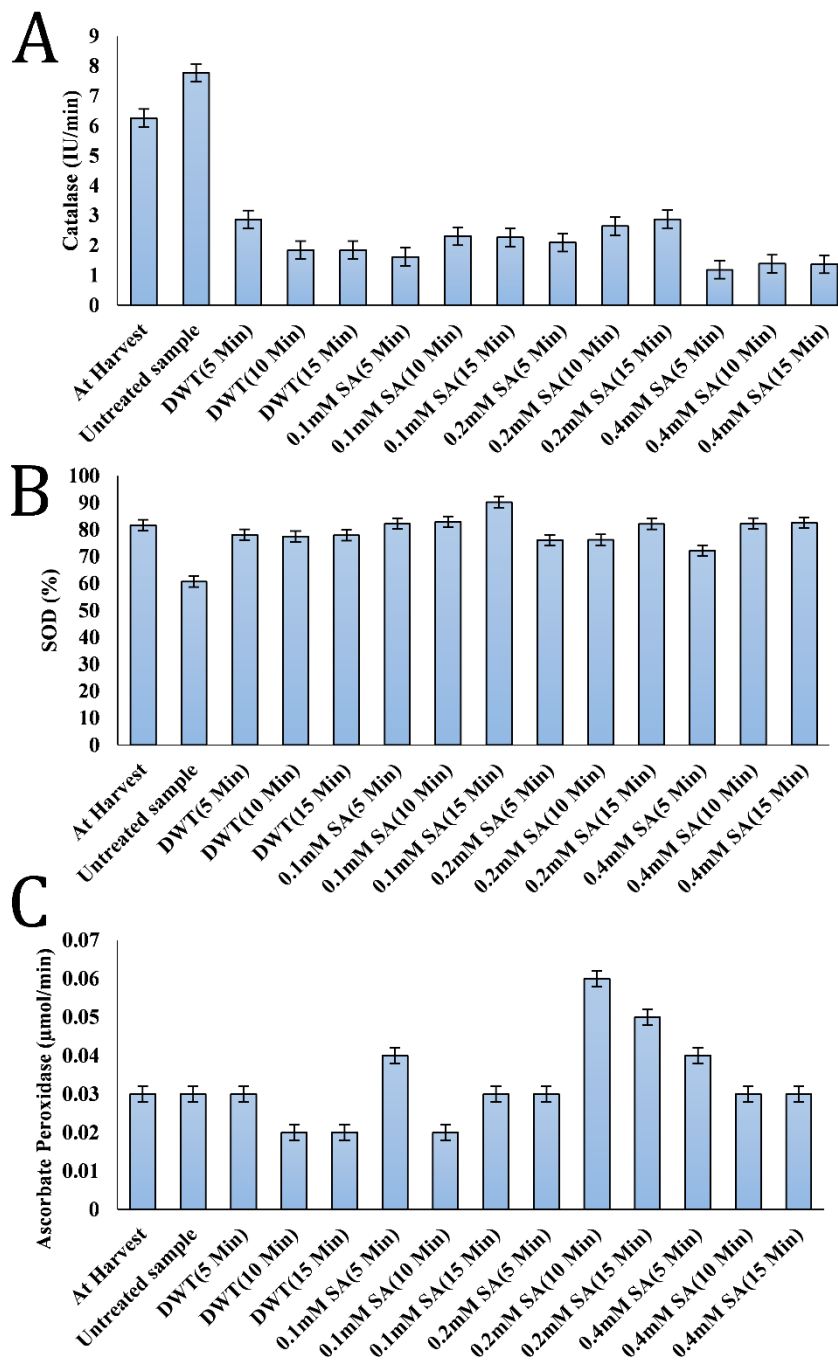 A
Catalase (IU/min)
9
8
7
6
5
4
3
2
1
0
At Harvest
Untreated sample
DWT(5 Min)
DWT(10 Min)
DWT(15 Min)
0.1mM SA(5 Min)
0.1mM SA(10 Min)
0.1mM SA(15 Min)
0.2mM SA(5 Min)
0.2mM SA(10 Min)
0.2mM SA(15 Min)
0.4mM SA(5 Min)
0.4mM SA(10 Min)
0.4mM SA(15 Min)
B
SOD (%)
100
90
80
70
60
50
40
30
20
10
0
At Harvest
Untreated sample
DWT(5 Min)
DWT(10 Min)
DWT(15 Min)
0.1mM SA(5 Min)
0.1mM SA(10 Min)
0.1mM SA(15 Min)
0.2mM SA(5 Min)
0.2mM SA(10 Min)
0.2mM SA(15 Min)
0.4mM SA(5 Min)
0.4mM SA(10 Min)
0.4mM SA(15 Min)
C
Ascorbate Peroxidase (µmol/min)
0.07
0.06
0.05
0.04
0.03
0.02
0.01
0
At Harvest
Untreated sample
DWT(5 Min)
DWT(10 Min)
DWT(15 Min)
0.1mM SA(5 Min)
0.1mM SA(10 Min)
0.1mM SA(15 Min)
0.2mM SA(5 Min)
0.2mM SA(10 Min)
0.2mM SA(15 Min)
0.4mM SA(5 Min)
0.4mM SA(10 Min)
0.4mM SA(15 Min)